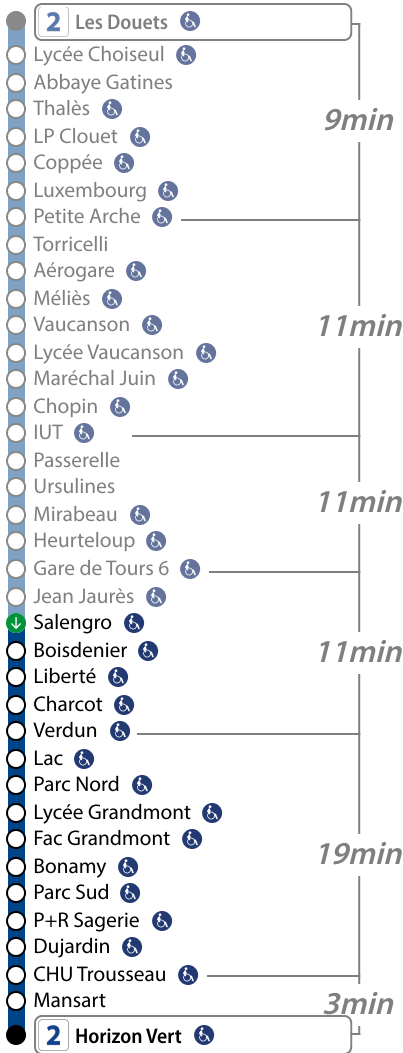 2 Les Douets
Lycée Choiseul
Abbaye Gatines
Thalès
9min
LP Clouet
Coppée
Luxembourg
Petite Arche
Torricelli
Aérogare
Méliès
Vaucanson
11min
Lycée Vaucanson
Maréchal Juin
Chopin
IUT
Passerelle
Ursulines
11min
Mirabeau
Heurteloup
Gare de Tours 6
Jean Jaurès
Salengro
Boisdenier
11min
Liberté
Charcot
Verdun
Lac
Parc Nord
Lycée Grandmont
Fac Grandmont
19min
Bonamy
Parc Sud
P+R Sagerie
Dujardin
CHU Trousseau
Mansart
3min
2 Horizon Vert